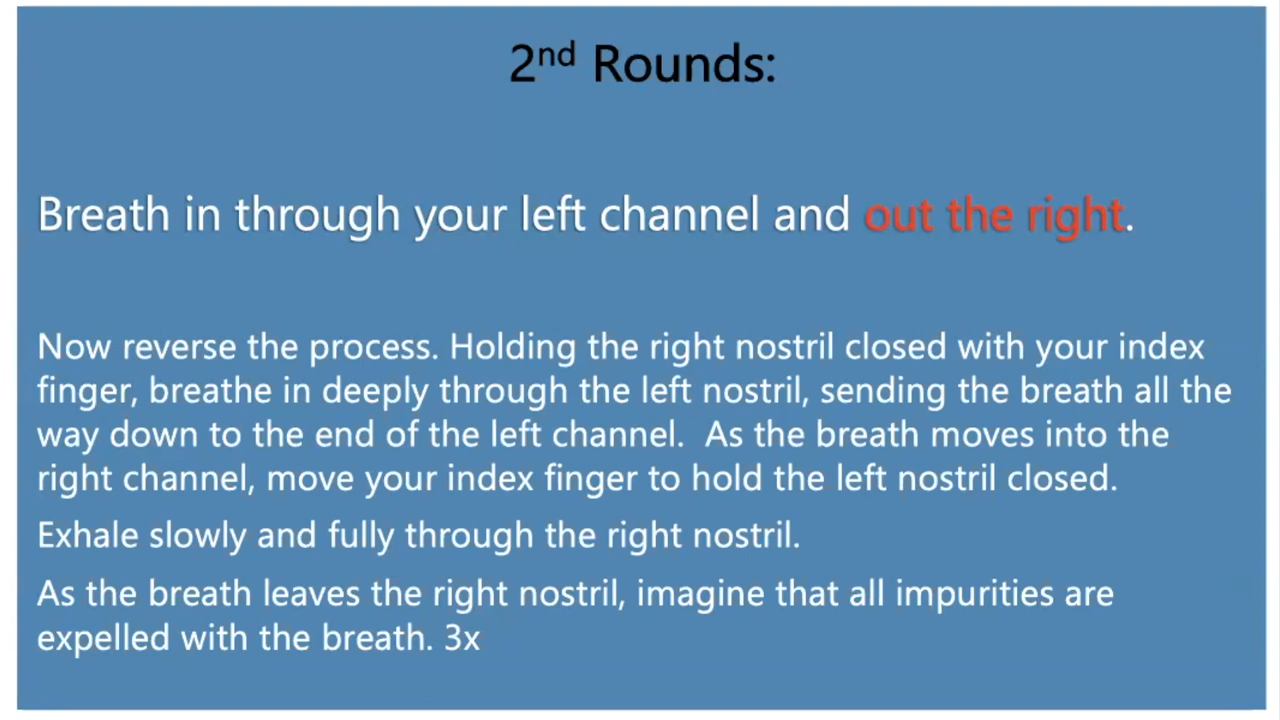 2nd Rounds:
Breath in through your left channel and out the right.
Now reverse the process. Holding the right nostril closed with your index
finger, breathe in deeply through the left nostril, sending the breath all the
way down to the end of the left channel.  As the breath moves into the
right channel, move your index finger to hold the left nostril closed.
Exhale slowly and fully through the right nostril.
As the breath leaves the right nostril, imagine that all impurities are
expelled with the breath. 3x